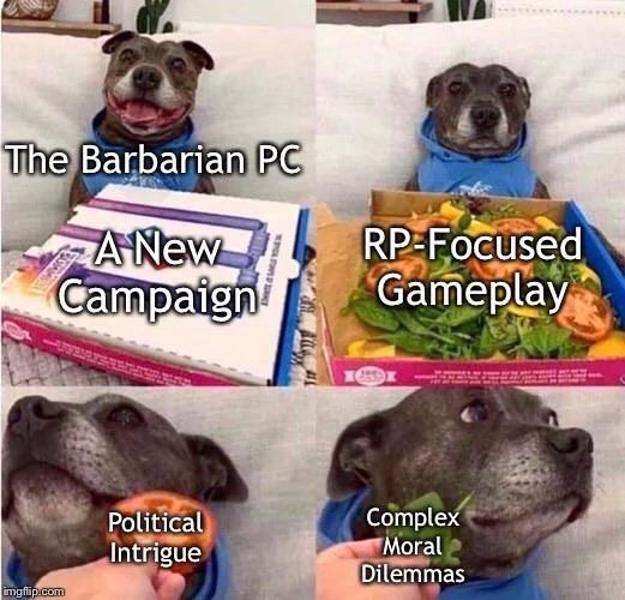 The Barbarian PC
A New
Campaign
RP-Focused
Gameplay
Political
Intrigue
Complex
Moral
Dilemmas
imgflip.com